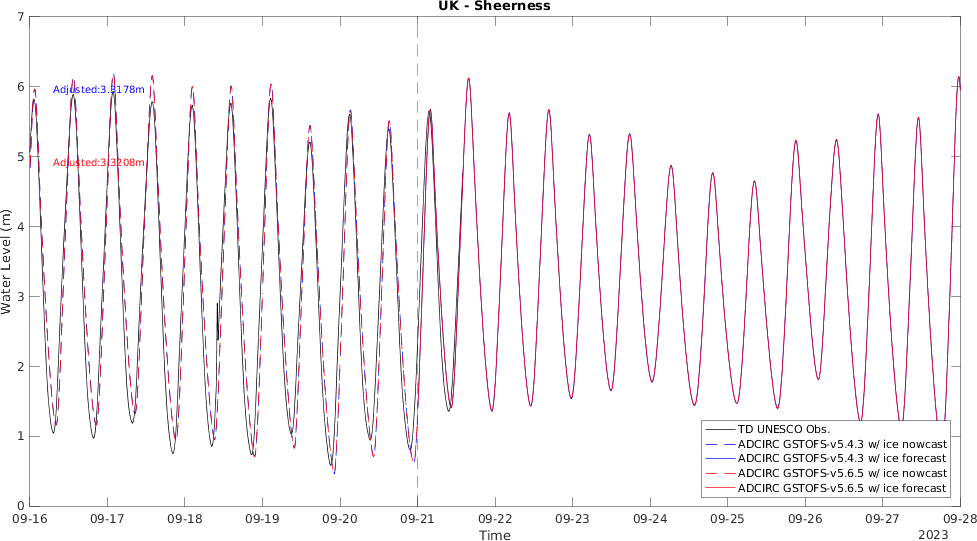 UK - Sheerness
7
6
5
4
3
2
1
0
Water Level (m)
Adjusted:3.3178m
Adjusted:3.3208m
TD UNESCO Obs.
ADCIRC GSTOFS-v5.4.3 w/ ice nowcast
ADCIRC GSTOFS-v5.4.3 w/ ice forecast
ADCIRC GSTOFS-v5.6.5 w/ ice nowcast
ADCIRC GSTOFS-v5.6.5 w/ ice forecast
09-16 09-17 09-18 09-19 09-20 09-21 09-22 09-23 09-24 09-25 09-26 09-27 09-28
Time
2023